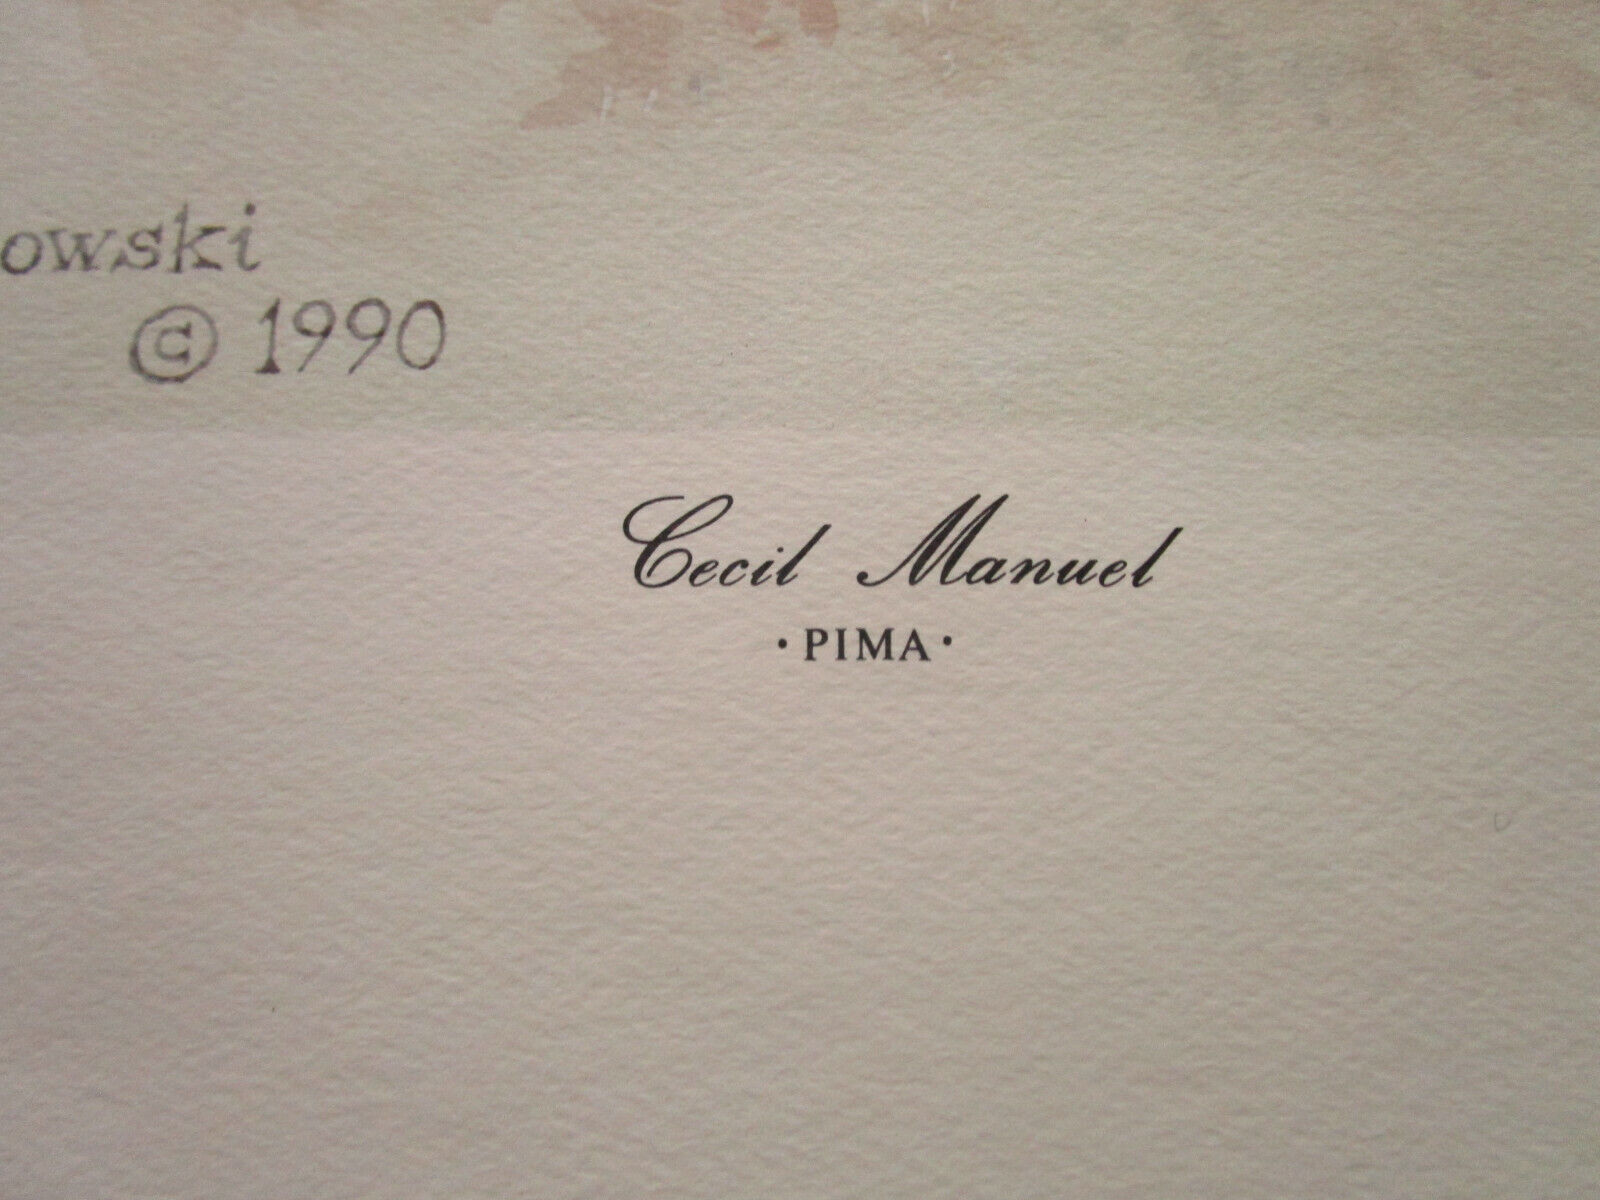 owski
© 1990
Cecil Manuel
· PIMA ·